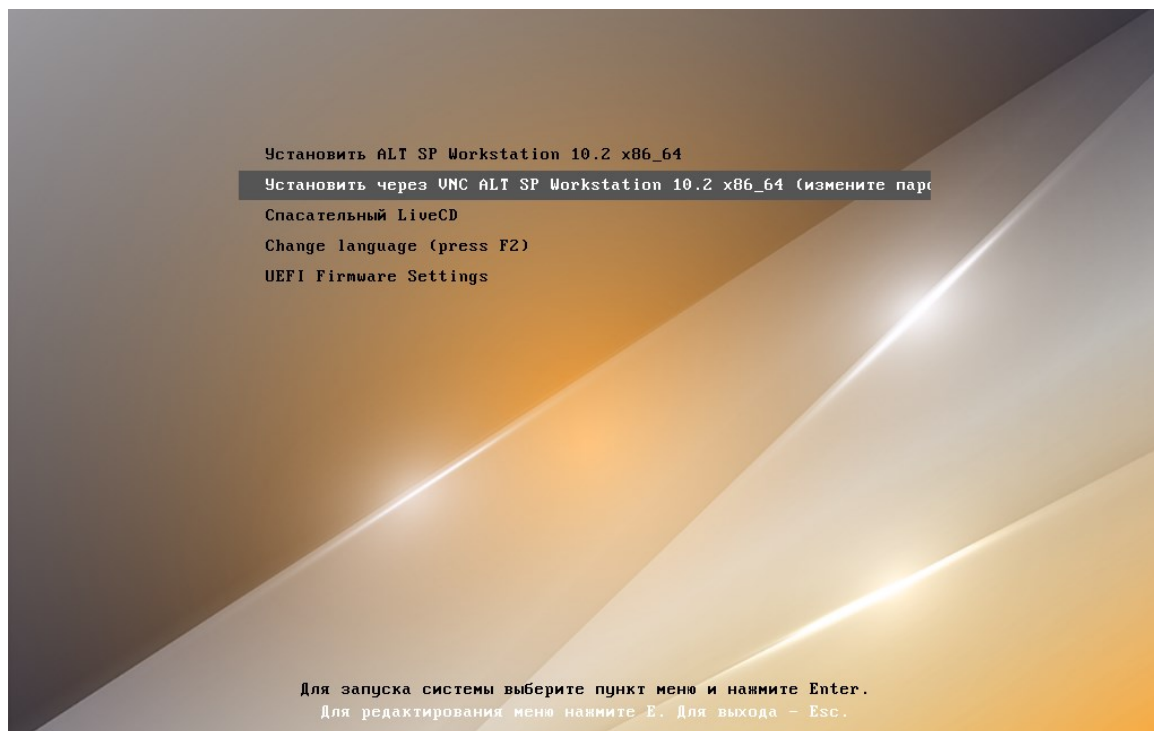 Установить ALT SP Workstation 10.2 x86_64
Установить через VNC ALT SP Workstation 10.2 x86_64 (измените паро
Спасательный LiveCD
Change language (press F2)
UEFI Firmware Settings
Для запуска системы выберите пункт меню и нажмите Enter.
Для редактирования меню нажмите E. Для выхода - Esc.